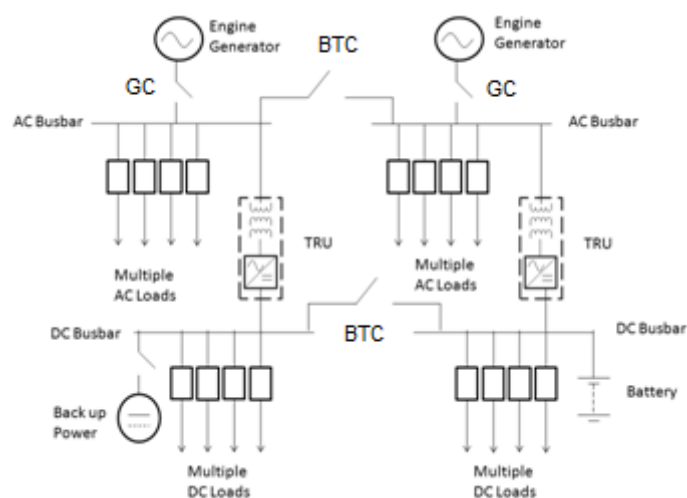 Engine
Generator
BTC
Engine
Generator
GC
GC
AC Busbar
AC Busbar
TRU
TRU
Multiple
AC Loads
Multiple
AC Loads
DC Busbar
BTC
DC Busbar
Back up
Power
Battery
Multiple
DC Loads
Multiple
DC Loads